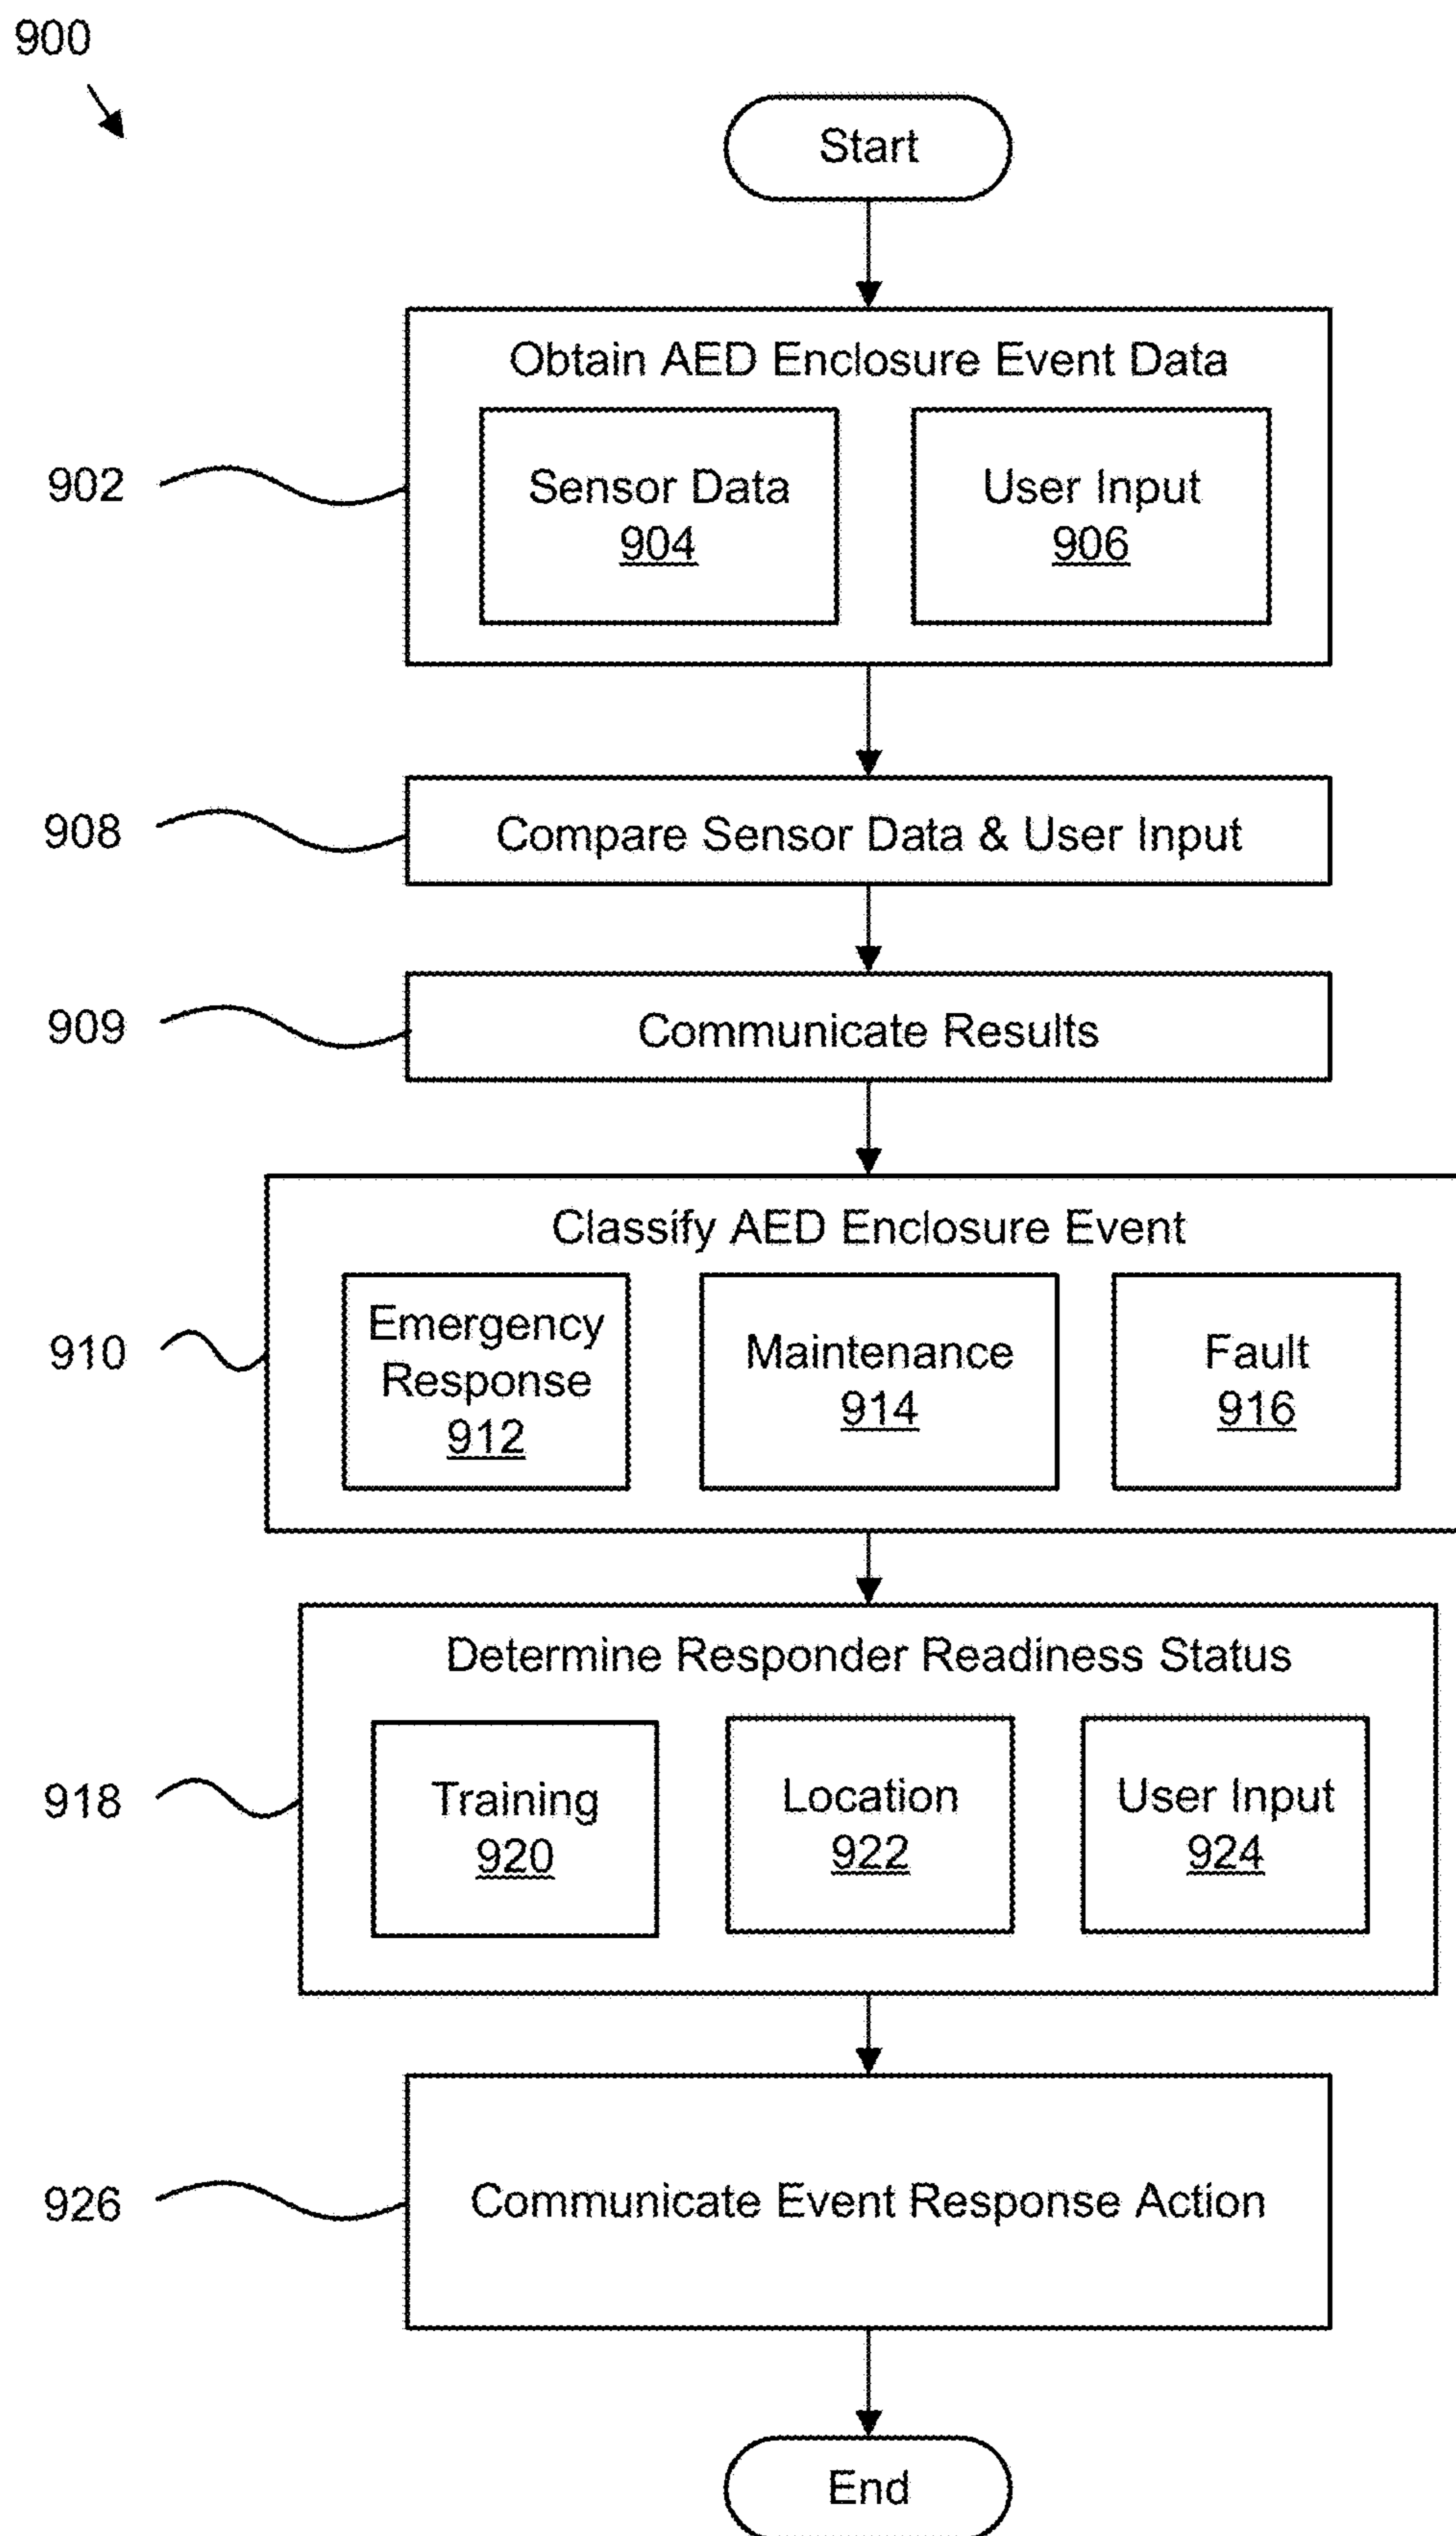 900
Start
Obtain AED Enclosure Event Data
902
Sensor Data
904
User Input
906
908
Compare Sensor Data & User Input
909
Communicate Results
Classify AED Enclosure Event
910
Emergency
Response
912
Maintenance
914
Fault
916
Determine Responder Readiness Status
918
Training
920
Location
922
User Input
924
926
Communicate Event Response Action
End